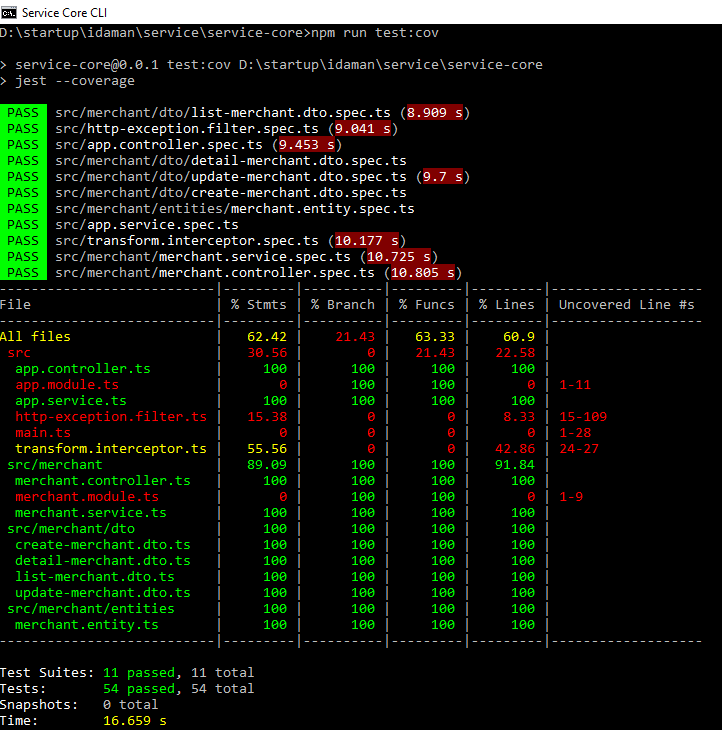 Service Core CLI
D:\startup\idaman\service\service-core>npm run test:cov
> service-core@0.0.1 test:cov D:\startup\idaman\service\service-core
> jest --coverage
PASS src/merchant/dto/list-merchant.dto.spec.ts (8.909 s)
PASS src/http-exception.filter.spec.ts (9.041 s)
PASS src/app.controller.spec.ts (9.453 s)
PASS src/merchant/dto/detail-merchant.dto.spec.ts
PASS src/merchant/dto/update-merchant.dto.spec.ts (9.7 s)
PASS src/merchant/dto/create-merchant.dto.spec.ts
PASS src/merchant/entities/merchant.entity.spec.ts
PASS src/app.service.spec.ts
PASS src/transform.interceptor.spec.ts (10.177 s)
PASS src/merchant/merchant.service.spec.ts (10.725 s)
PASS src/merchant/merchant.controller.spec.ts (10.805 s)
---------------------------|---------|----------|---------|---------|-------------------
File | % Stmts | % Branch | % Funcs | % Lines | Uncovered Line #s
---------------------------|---------|----------|---------|---------|-------------------
All files | 62.42 | 21.43 | 63.33 | 60.9 |
src | 30.56 | 0 | 21.43 | 22.58 |
app.controller.ts | 100 | 100 | 100 | 100 |
app.module.ts | 0 | 100 | 100 | 0 | 1-11
app.service.ts | 100 | 100 | 100 | 100 |
http-exception.filter.ts | 15.38 | 0 | 0 | 8.33 | 15-109
main.ts | 0 | 0 | 0 | 0 | 1-28
transform.interceptor.ts | 55.56 | 0 | 0 | 42.86 | 24-27
src/merchant | 89.09 | 100 | 100 | 91.84 |
merchant.controller.ts | 100 | 100 | 100 | 100 |
merchant.module.ts | 0 | 100 | 100 | 0 | 1-9
merchant.service.ts | 100 | 100 | 100 | 100 |
src/merchant/dto | 100 | 100 | 100 | 100 |
create-merchant.dto.ts | 100 | 100 | 100 | 100 |
detail-merchant.dto.ts | 100 | 100 | 100 | 100 |
list-merchant.dto.ts | 100 | 100 | 100 | 100 |
update-merchant.dto.ts | 100 | 100 | 100 | 100 |
src/merchant/entities | 100 | 100 | 100 | 100 |
merchant.entity.ts | 100 | 100 | 100 | 100 |
---------------------------|---------|----------|---------|---------|-------------------
Test Suites: 11 passed, 11 total
Tests: 54 passed, 54 total
Snapshots: 0 total
Time: 16.659 s